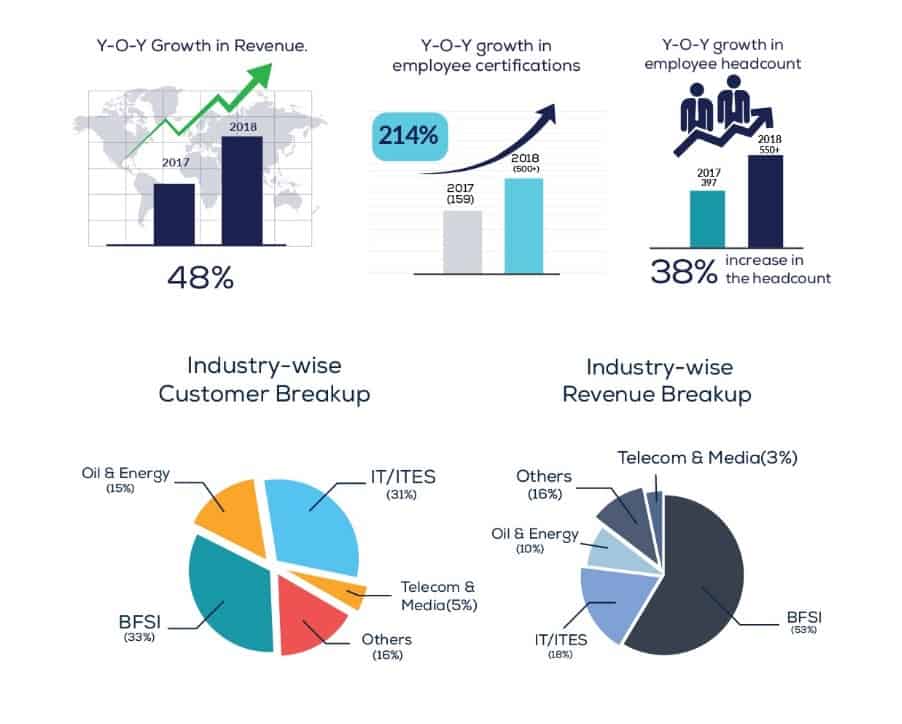 Y-O-Y Growth in Revenue.
2017
2018
48%
Y-O-Y growth in
employee certifications
214%
2017
(159)
2018
(500+)
Y-O-Y growth in
employee headcount
2017
397
2018
550+
38%
increase in
the headcount
Industry-wise
Customer Breakup
Oil & Energy
(15%)
IT/ITES
(31%)
Telecom &
Media(5%)
BFSI
(33%)
Others
(16%)
Industry-wise
Revenue Breakup
Telecom & Media(3%)
Others
(16%)
Oil & Energy
(10%)
IT/ITES
(18%)
BFSI
(53%)